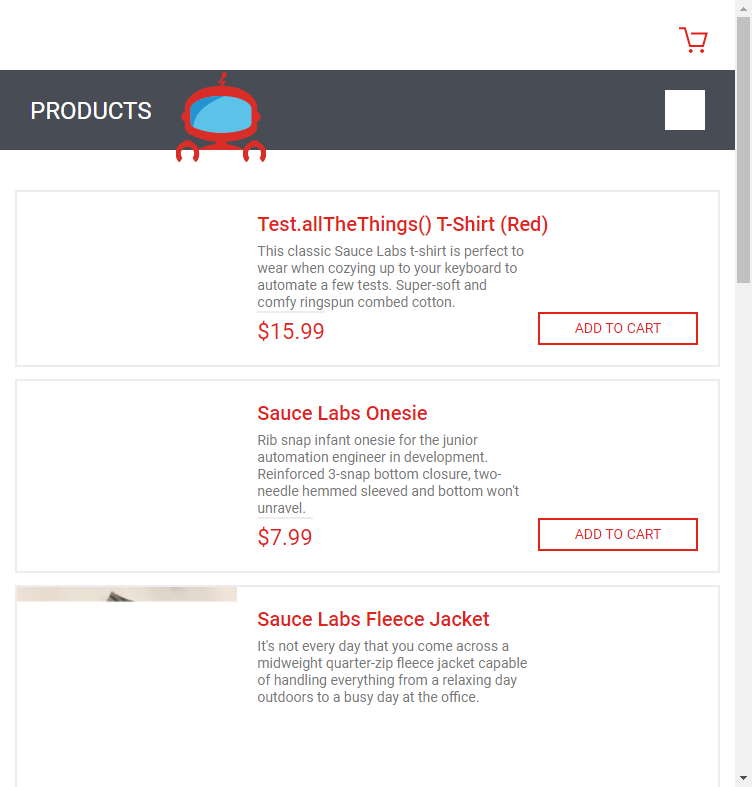 PRODUCTS
Test.allTheThings() T-Shirt (Red)
This classic Sauce Labs t-shirt is perfect to
wear when cozying up to your keyboard to
automate a few tests. Super-soft and
comfy ringspun combed cotton.
$15.99
ADD TO CART
Sauce Labs Onesie
Rib snap infant onesie for the junior
automation engineer in development.
Reinforced 3-snap bottom closure, two-
needle hemmed sleeved and bottom won't
unravel.
$7.99
ADD TO CART
Sauce Labs Fleece Jacket
It's not every day that you come across a
midweight quarter-zip fleece jacket capable
of handling everything from a relaxing day
outdoors to a busy day at the office.